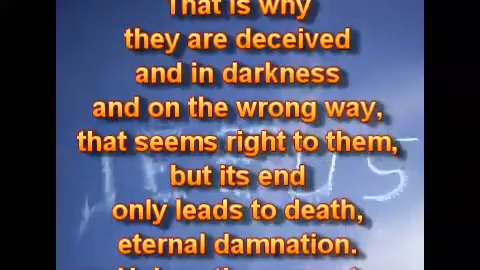 That is why
they are deceived
and in darkness
and on the wrong way,
that seems right to them,
but its end
only leads to death,
eternal damnation.
JESUS